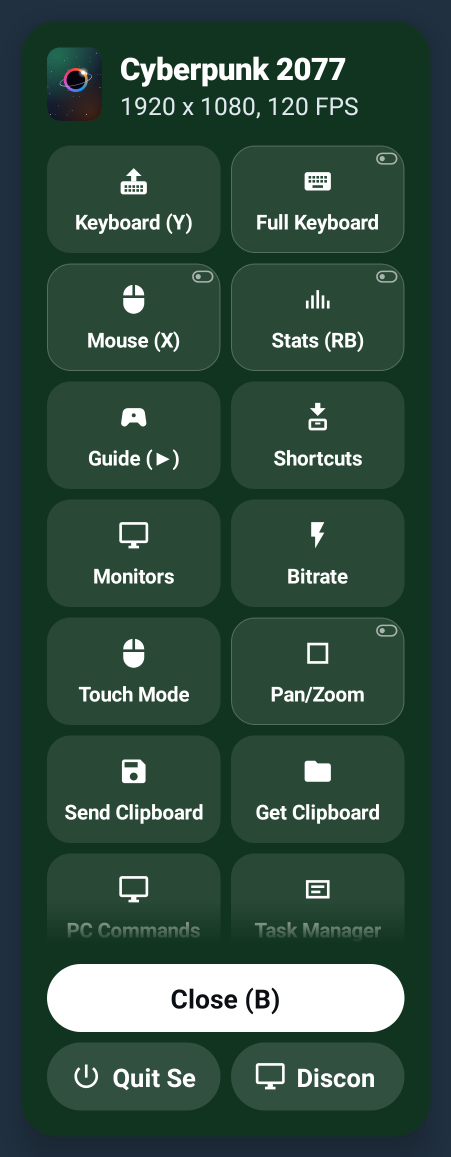 Cyberpunk 2077
1920 x 1080, 120 FPS
Keyboard (Y)
Full Keyboard
Mouse (X)
Stats (RB)
Guide (►)
Shortcuts
Monitors
Bitrate
Touch Mode
Pan/Zoom
Send Clipboard
Get Clipboard
PC Commands
Task Manager
Close (B)
Quit Se
Discon